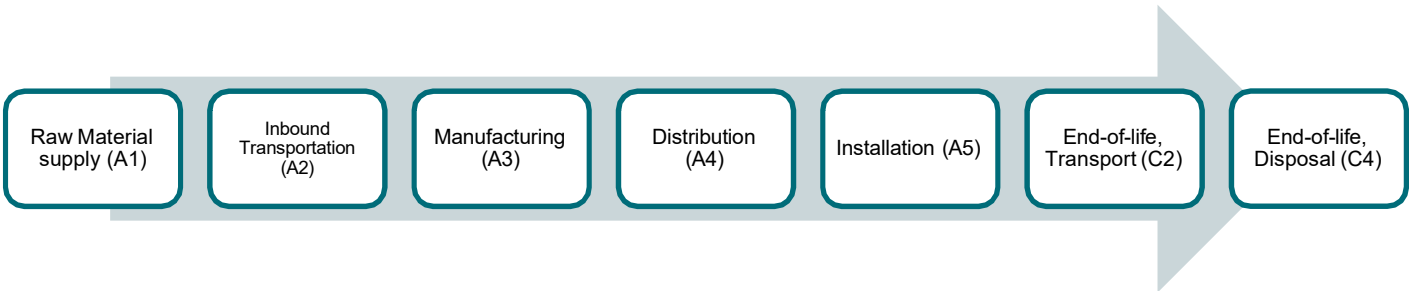 Raw Material
supply (A1)
Inbound
Transportation
(A2)
Manufacturing
(A3)
Distribution
(A4)
Installation (A5)
End-of-life,
Transport (C2)
End-of-life,
Disposal (C4)